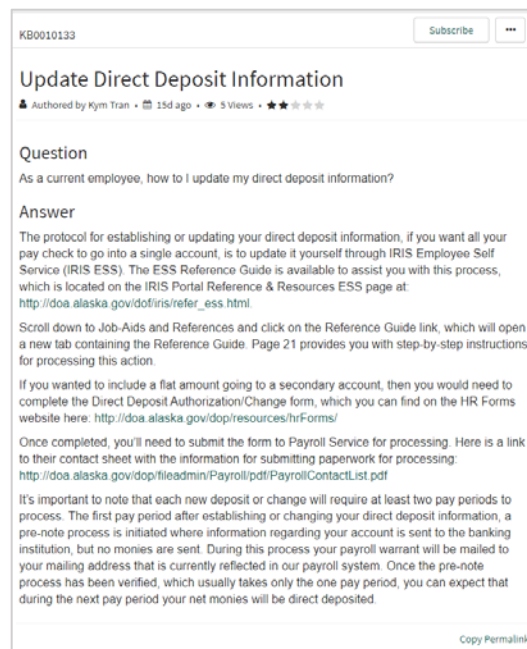 KB0010133
Subscribe
•••
Update Direct Deposit Information
Authored by Kym Tran • 15d ago • 5 Views • ★★★★★
Question
As a current employee, how to I update my direct deposit information?
Answer
The protocol for establishing or updating your direct deposit information, if you want all your
pay check to go into a single account, is to update it yourself through IRIS Employee Self
Service (IRIS ESS). The ESS Reference Guide is available to assist you with this process,
which is located on the IRIS Portal Reference & Resources ESS page at:
http://doa.alaska.gov/dof/iris/refer_ess.html.
Scroll down to Job-Aids and References and click on the Reference Guide link, which will open
a new tab containing the Reference Guide. Page 21 provides you with step-by-step instructions
for processing this action.
If you wanted to include a flat amount going to a secondary account, then you would need to
complete the Direct Deposit Authorization/Change form, which you can find on the HR Forms
website here: http://doa.alaska.gov/dop/resources/hrForms/
Once completed, you'll need to submit the form to Payroll Service for processing. Here is a link
to their contact sheet with the information for submitting paperwork for processing:
http://doa.alaska.gov/dop/fileadmin/Payroll/pdf/PayrollContactList.pdf
It's important to note that each new deposit or change will require at least two pay periods to
process. The first pay period after establishing or changing your direct deposit information, a
pre-note process is initiated where information regarding your account is sent to the banking
institution, but no monies are sent. During this process your payroll warrant will be mailed to
your mailing address that is currently reflected in our payroll system. Once the pre-note
process has been verified, which usually takes only the one pay period, you can expect that
during the next pay period your net monies will be direct deposited.
Copy Permalink